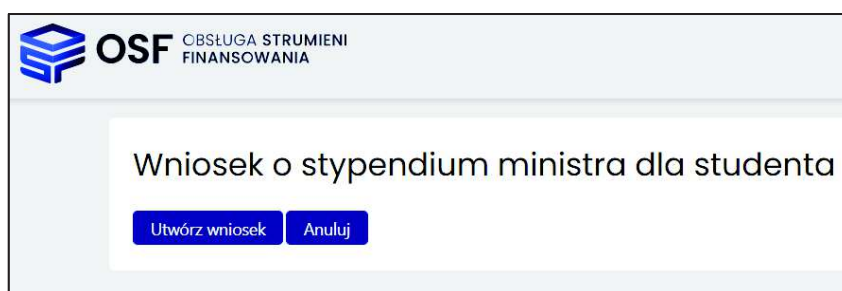 OSF OBSŁUGA STRUMIENI
FINANSOWANIA
Wniosek o stypendium ministra dla studenta
Utwórz wniosek Anuluj